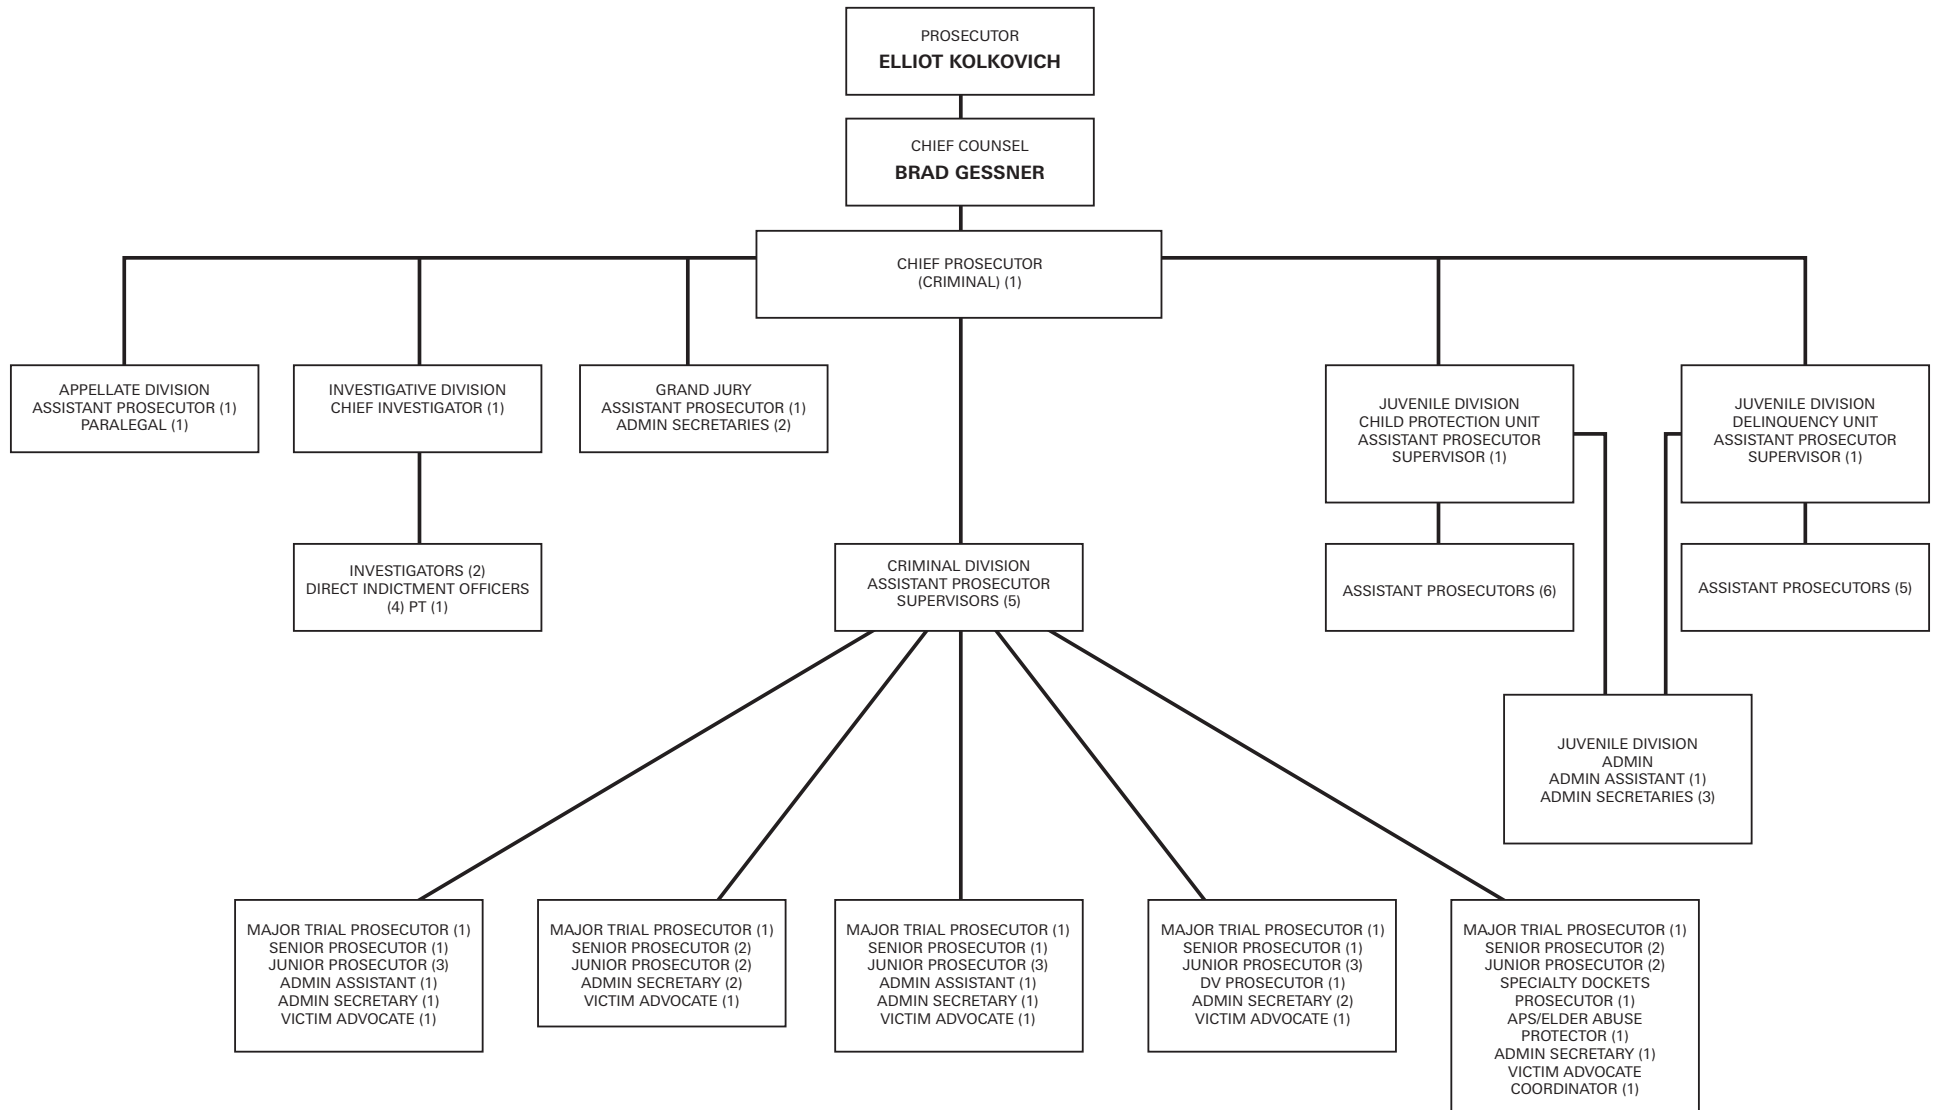 PROSECUTOR
ELLIOT KOLKOVICH
CHIEF COUNSEL
BRAD GESSNER
CHIEF PROSECUTOR
(CRIMINAL) (1)
APPELLATE DIVISION
ASSISTANT PROSECUTOR (1)
PARALEGAL (1)
INVESTIGATIVE DIVISION
CHIEF INVESTIGATOR (1)
GRAND JURY
ASSISTANT PROSECUTOR (1)
ADMIN SECRETARIES (2)
JUVENILE DIVISION
CHILD PROTECTION UNIT
ASSISTANT PROSECUTOR
SUPERVISOR (1)
JUVENILE DIVISION
DELINQUENCY UNIT
ASSISTANT PROSECUTOR
SUPERVISOR (1)
INVESTIGATORS (2)
DIRECT INDICTMENT OFFICERS
(4) PT (1)
CRIMINAL DIVISION
ASSISTANT PROSECUTOR
SUPERVISORS (5)
ASSISTANT PROSECUTORS (6)
ASSISTANT PROSECUTORS (5)
JUVENILE DIVISION
ADMIN
ADMIN ASSISTANT (1)
ADMIN SECRETARIES (3)
MAJOR TRIAL PROSECUTOR (1)
SENIOR PROSECUTOR (1)
JUNIOR PROSECUTOR (3)
ADMIN ASSISTANT (1)
ADMIN SECRETARY (1)
VICTIM ADVOCATE (1)
MAJOR TRIAL PROSECUTOR (1)
SENIOR PROSECUTOR (2)
JUNIOR PROSECUTOR (2)
ADMIN SECRETARY (2)
VICTIM ADVOCATE (1)
MAJOR TRIAL PROSECUTOR (1)
SENIOR PROSECUTOR (1)
JUNIOR PROSECUTOR (3)
ADMIN ASSISTANT (1)
ADMIN SECRETARY (1)
VICTIM ADVOCATE (1)
MAJOR TRIAL PROSECUTOR (1)
SENIOR PROSECUTOR (1)
JUNIOR PROSECUTOR (3)
DV PROSECUTOR (1)
ADMIN SECRETARY (2)
VICTIM ADVOCATE (1)
MAJOR TRIAL PROSECUTOR (1)
SENIOR PROSECUTOR (2)
JUNIOR PROSECUTOR (2)
SPECIALTY DOCKETS
PROSECUTOR (1)
APS/ELDER ABUSE
PROTECTOR (1)
ADMIN SECRETARY (1)
VICTIM ADVOCATE
COORDINATOR (1)